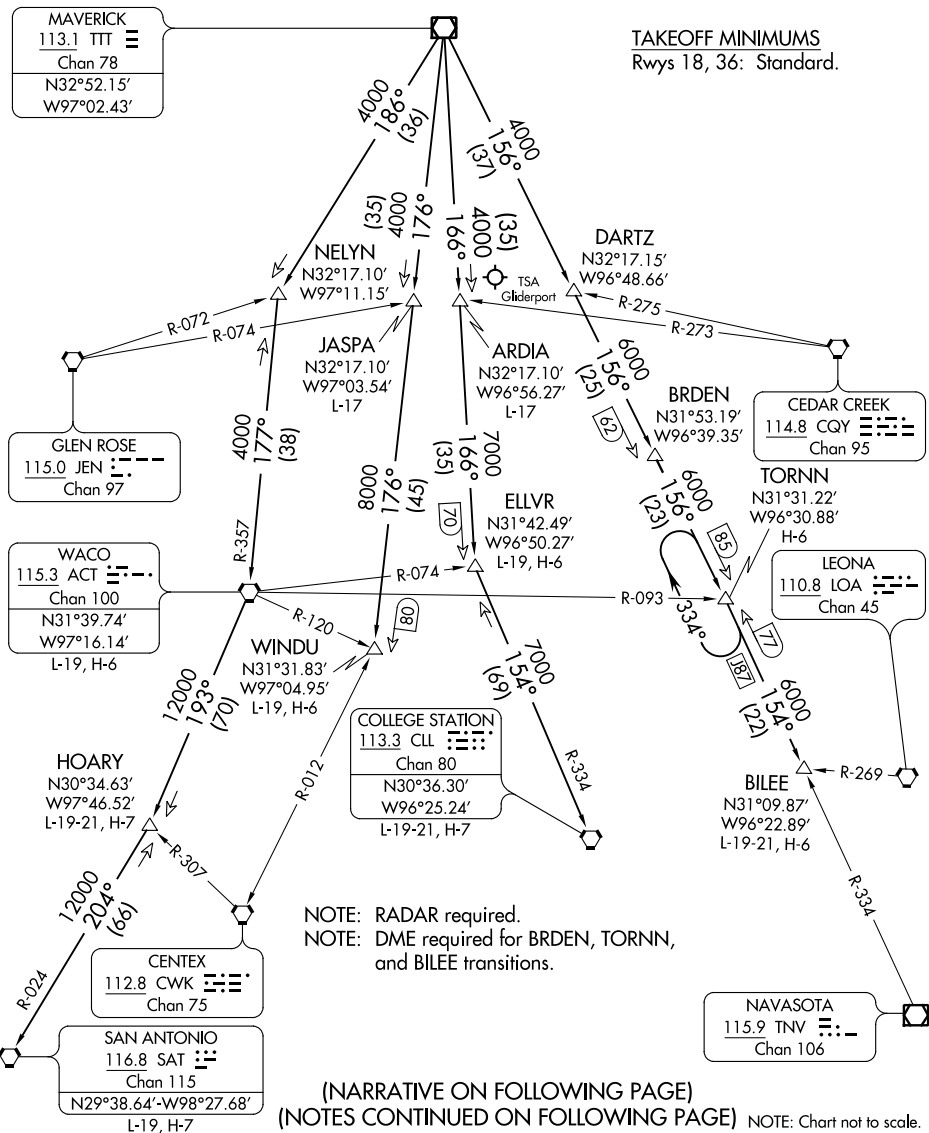 MAVERICK
113.1 TTT
Chan 78
N32°52.15′
W97°02.43′
TAKEOFF MINIMUMS
Rwys 18, 36: Standard.
4000
186°
(36)
(35)
4000
176°
(35)
4000
166°
4000
156°
(37)
NELYN
N32°17.10′
W97°11.15′
TSA
Gliderport
DARTZ
N32°17.15′
W96°48.66′
R-072
R-074
R-275
R-273
JASPA
N32°17.10′
W97°03.54′
L-17
ARDIA
N32°17.10′
W96°56.27′
L-17
6000
156°
(25)
BRDEN
N31°53.19′
W96°39.35′
62
CEDAR CREEK
114.8 CQY
Chan 95
GLEN ROSE
115.0 JEN
Chan 97
4000
177°
(38)
R-357
8000
176°
(45)
7000
166°
(35)
70
ELLVR
N31°42.49′
W96°50.27′
L-19, H-6
6000
156°
(23)
85
TORNN
N31°31.22′
W96°30.88′
H-6
WACO
115.3 ACT
Chan 100
N31°39.74′
W97°16.14′
L-19, H-6
R-074
R-093
R-120
LEONA
110.8 LOA
Chan 45
WINDU
N31°31.83′
W97°04.95′
L-19, H-6
80
334°
77
J87
12000
193°
(70)
7000
154°
(69)
R-334
6000
154°
(22)
COLLEGE STATION
113.3 CLL
Chan 80
N30°36.30′
W96°25.24′
L-19-21, H-7
HOARY
N30°34.63′
W97°46.52′
L-19-21, H-7
R-012
R-307
BILEE
N31°09.87′
W96°22.89′
L-19-21, H-6
R-269
R-334
12000
204°
(66)
R-024
NOTE: RADAR required.
NOTE: DME required for BRDEN, TORNN,
and BILEE transitions.
CENTEX
112.8 CWK
Chan 75
NAVASOTA
115.9 TNV
Chan 106
SAN ANTONIO
116.8 SAT
Chan 115
N29°38.64′-W98°27.68′
L-19, H-7
(NARRATIVE ON FOLLOWING PAGE)
(NOTES CONTINUED ON FOLLOWING PAGE)
NOTE: Chart not to scale.